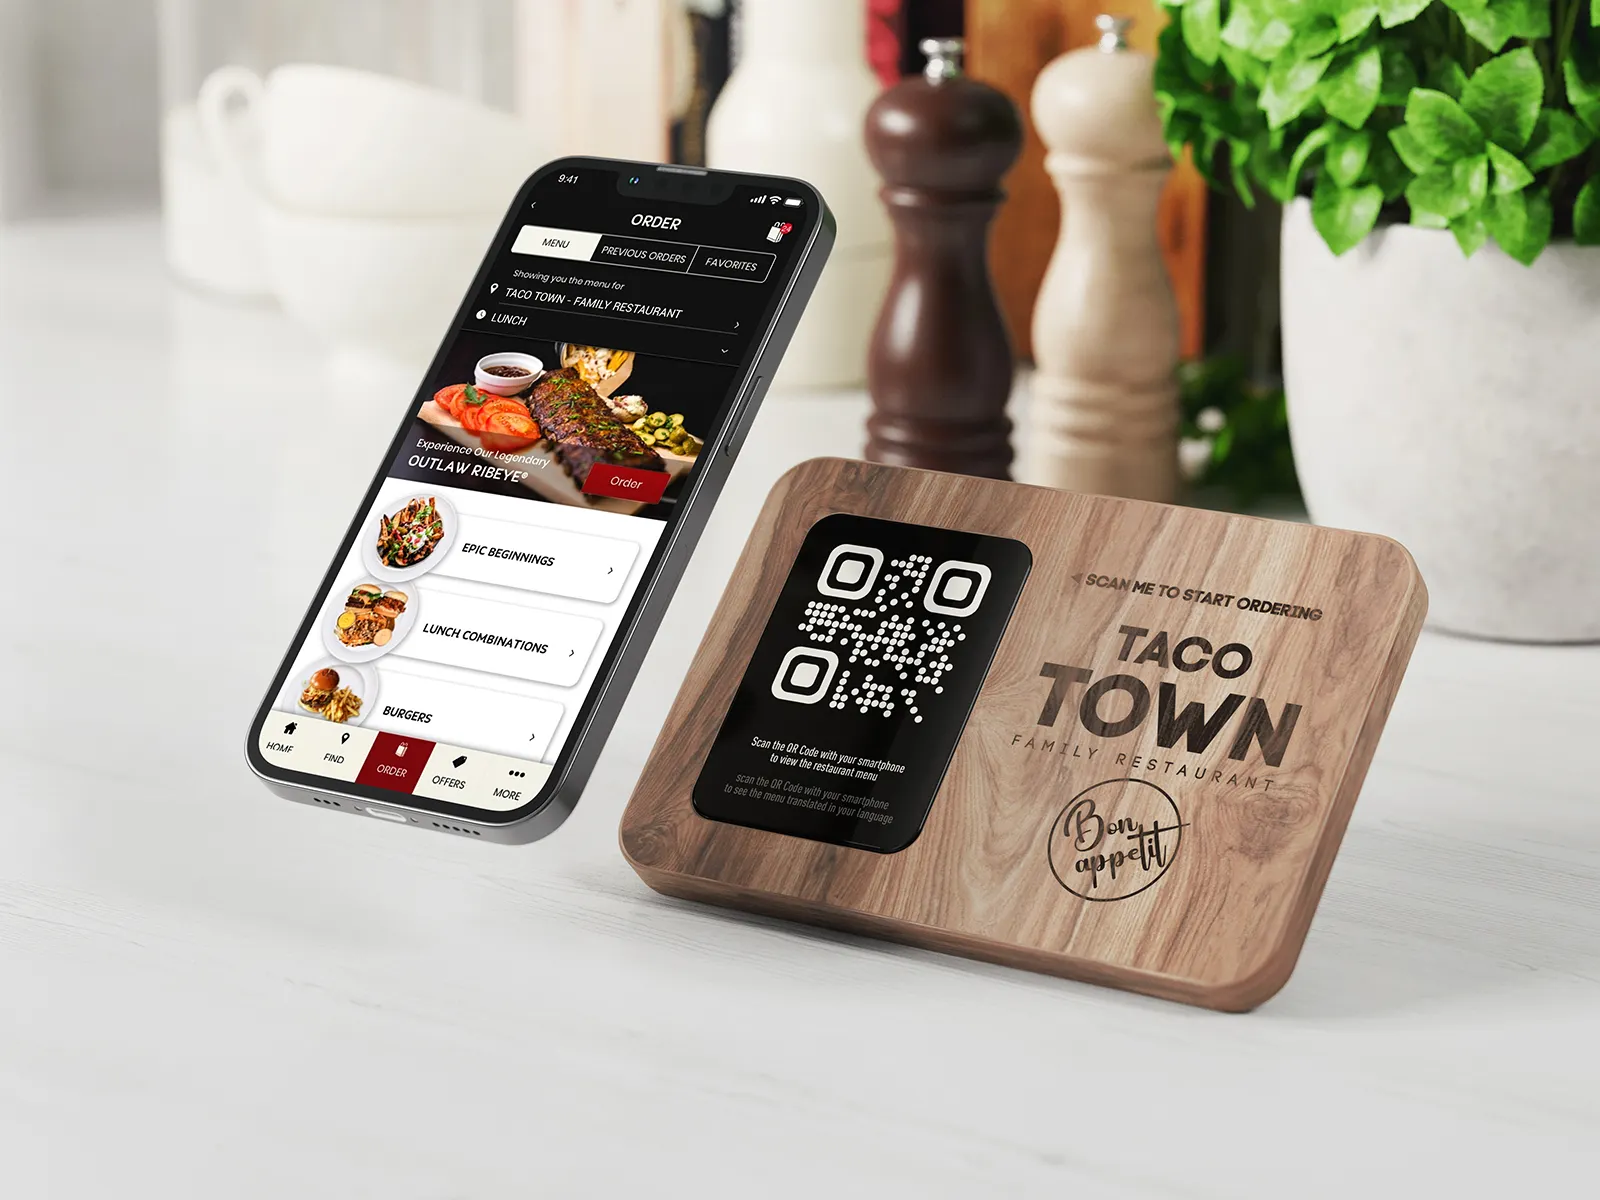 9:41
ORDER
24
MENU
PREVIOUS ORDERS
FAVORITES
Showing you the menu for
TACO TOWN - FAMILY RESTAURANT
LUNCH
Experience Our Legendary
OUTLAW RIBEYE®
Order
EPIC BEGINNINGS
LUNCH COMBINATIONS
BURGERS
HOME
FIND
ORDER
OFFERS
MORE
SCAN ME TO START ORDERING
TACO
TOWN
FAMILY RESTAURANT
Bon
appetit
Scan the QR Code with your smartphone
to view the restaurant menu
scan the QR Code with your smartphone
to see the menu translated in your language